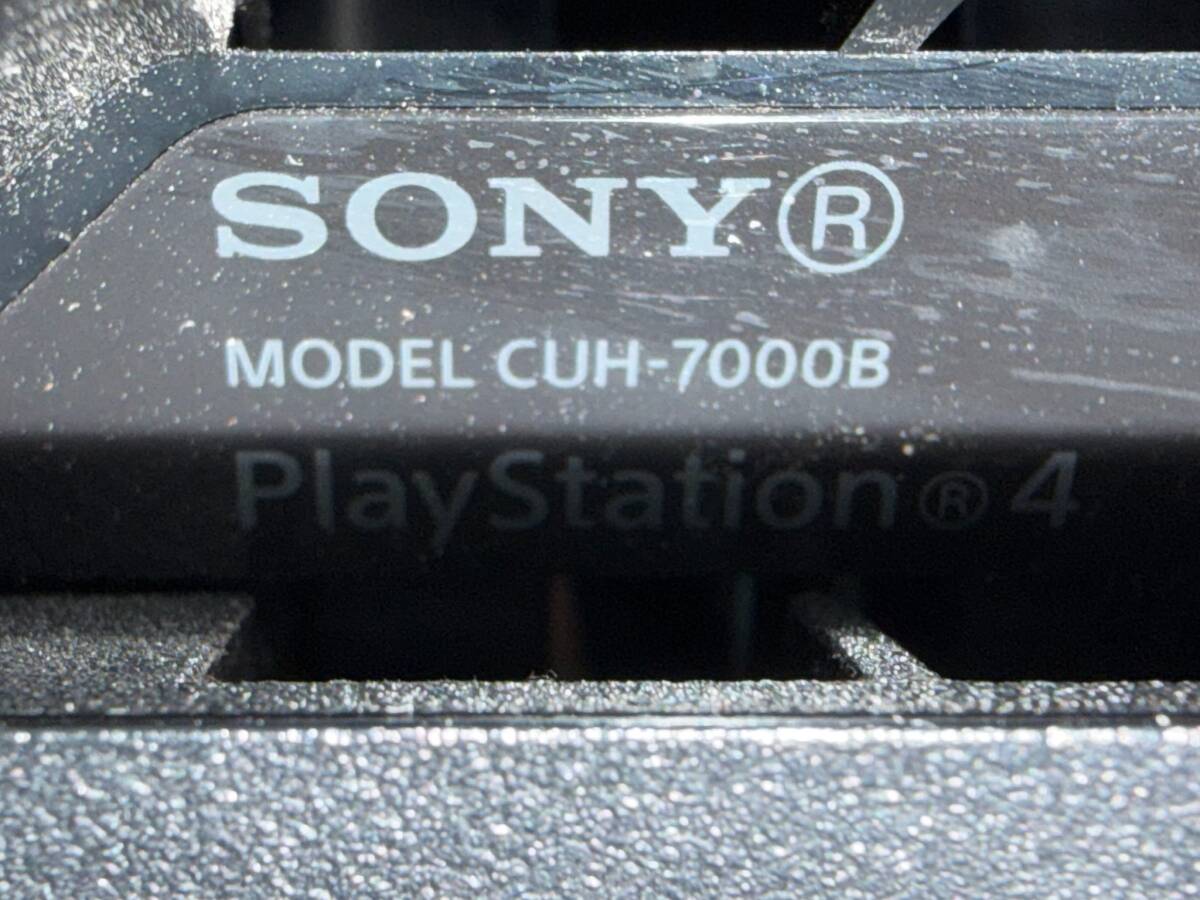 SONY®
MODEL CUH-7000B
PlayStation®4